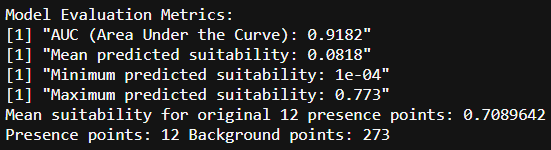 Model Evaluation Metrics:
[1] "AUC (Area Under the Curve): 0.9182"
[1] "Mean predicted suitability: 0.0818"
[1] "Minimum predicted suitability: 1e-04"
[1] "Maximum predicted suitability: 0.773"
Mean suitability for original 12 presence points: 0.7089642
Presence points: 12 Background points: 273